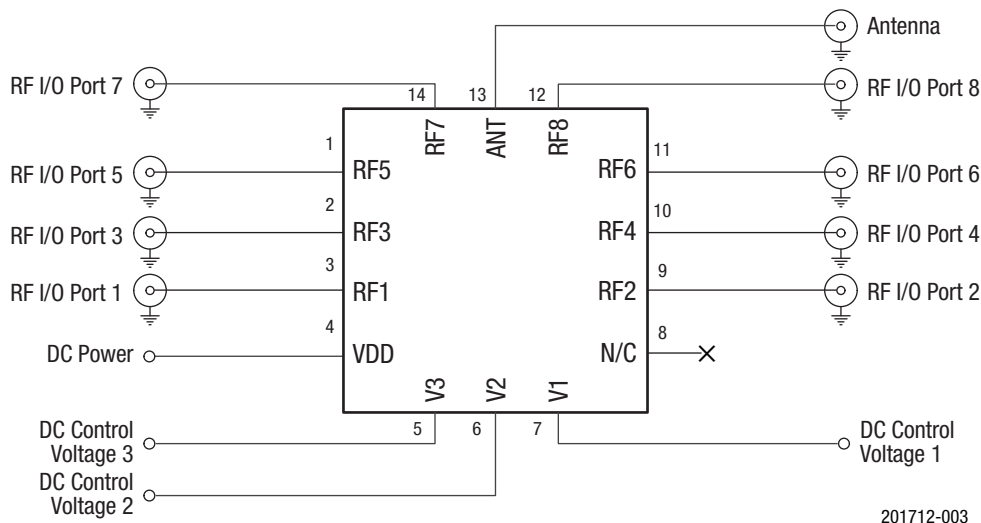 Antenna
RF I/O Port 7
RF I/O Port 8
14
13
12
RF7
ANT
RF8
1
11
RF I/O Port 5
RF5
RF6
RF I/O Port 6
2
10
RF I/O Port 3
RF3
RF4
RF I/O Port 4
3
9
RF I/O Port 1
RF1
RF2
RF I/O Port 2
4
8
DC Power
VDD
N/C
V3
V2
V1
5
6
7
DC Control
Voltage 3
DC Control
Voltage 1
DC Control
Voltage 2
201712-003